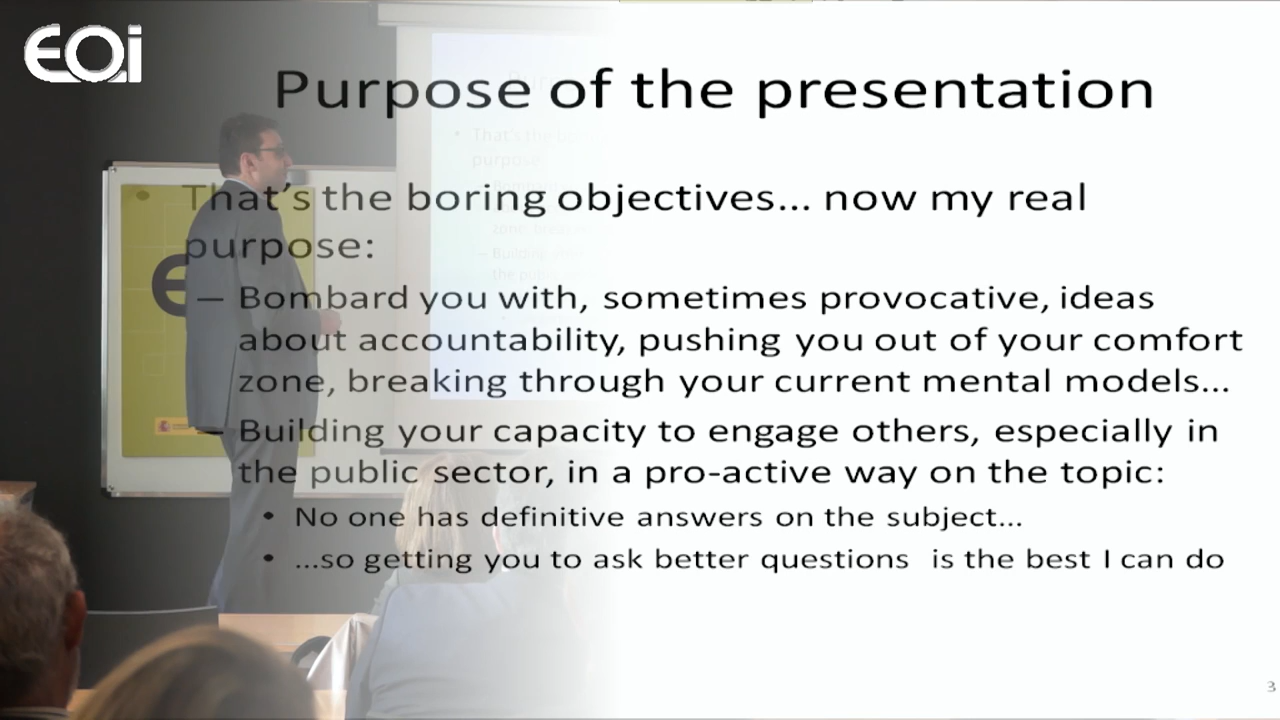 EOi
Purpose of the presentation
• That's the boring objectives... now my real
purpose:
– Bombard you with, sometimes provocative, ideas
about accountability, pushing you out of your comfort
zone, breaking through your current mental models...
– Building your capacity to engage others, especially in
the public sector, in a pro-active way on the topic:
• No one has definitive answers on the subject...
• ...so getting you to ask better questions is the best I can do
3